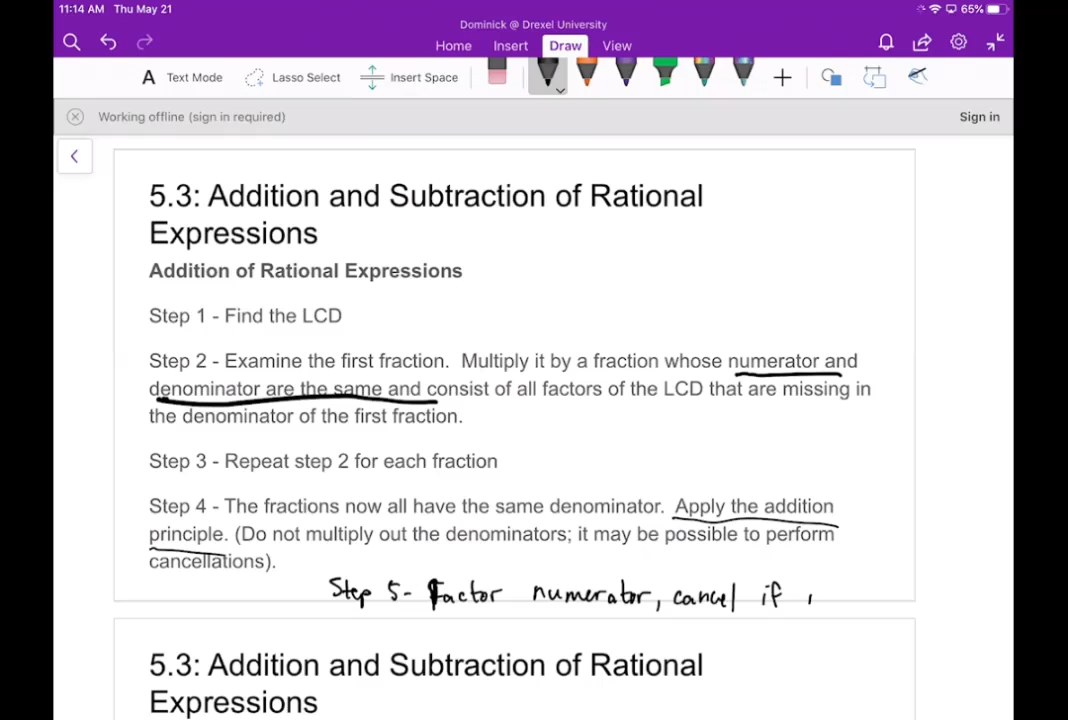 11:14 AM Thu May 21
65%
Dominick @ Drexel University
Home Insert Draw View
A Text Mode Lasso Select Insert Space
Working offline (sign in required) Sign in
5.3: Addition and Subtraction of Rational
Expressions
Addition of Rational Expressions
Step 1 - Find the LCD
Step 2 - Examine the first fraction. Multiply it by a fraction whose numerator and
denominator are the same and consist of all factors of the LCD that are missing in
the denominator of the first fraction.
Step 3 - Repeat step 2 for each fraction
Step 4 - The fractions now all have the same denominator. Apply the addition
principle. (Do not multiply out the denominators; it may be possible to perform
cancellations).
Step 5- Factor numerator, cancel if
5.3: Addition and Subtraction of Rational
Expressions